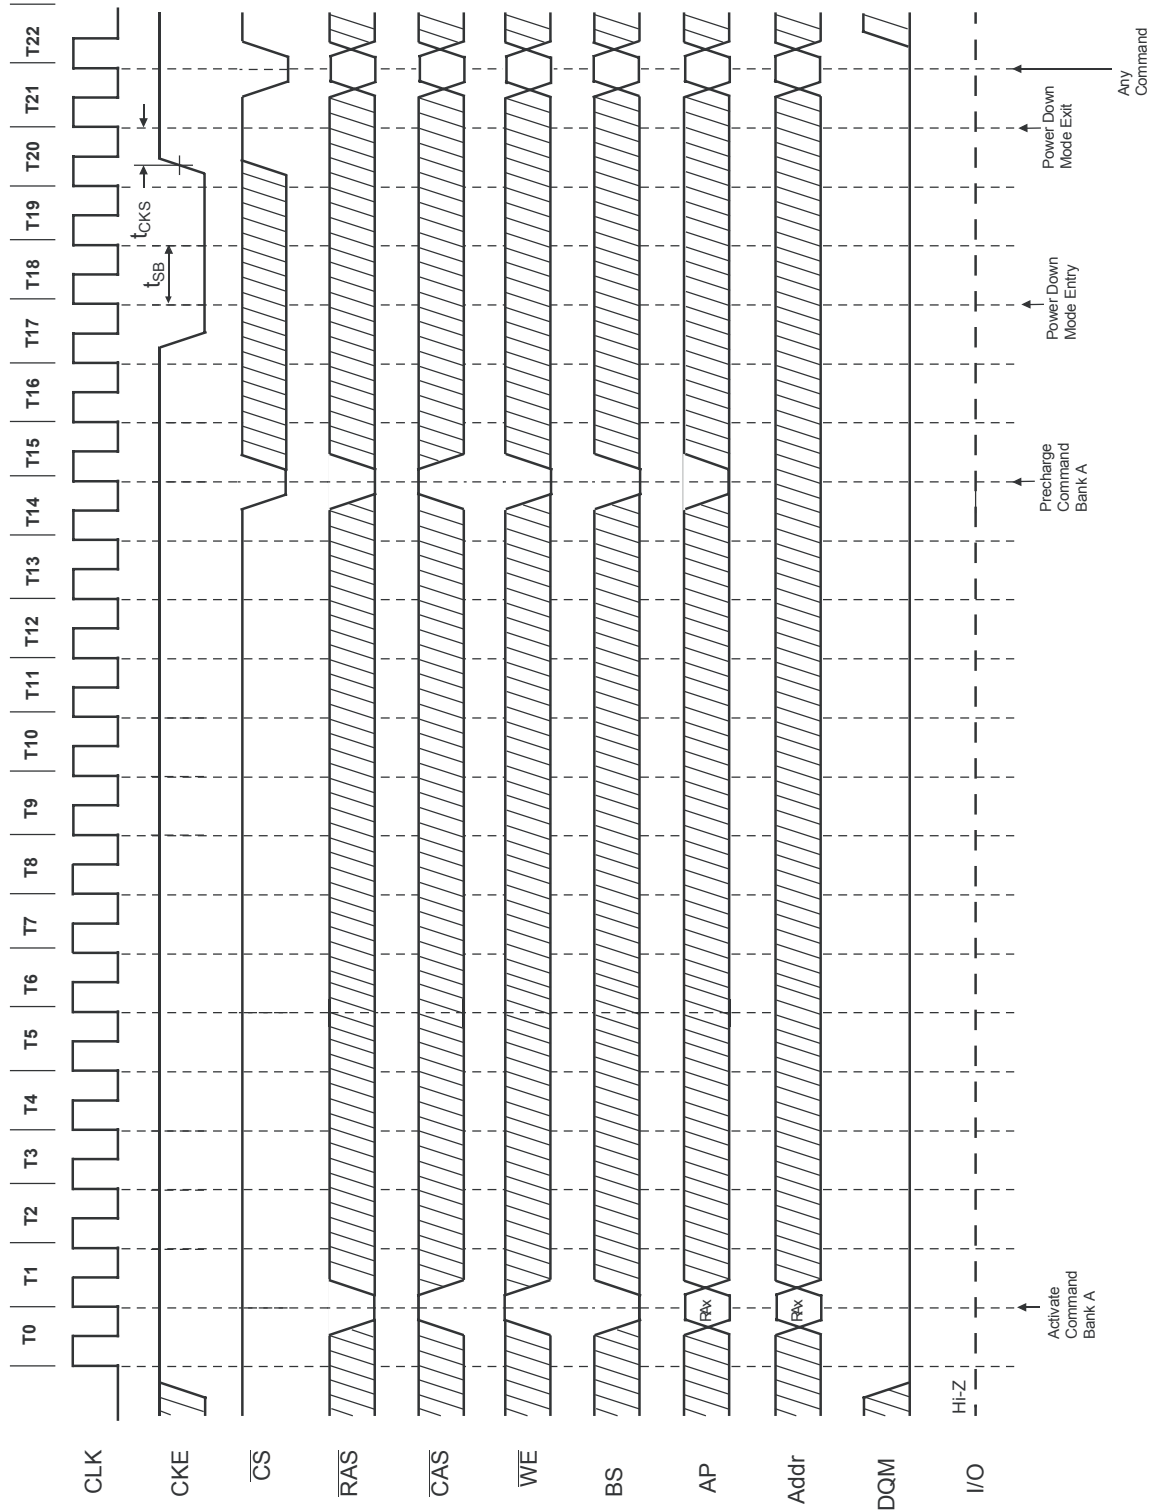 T0 T1 T2 T3 T4 T5 T6 T7 T8 T9 T10 T11 T12 T13 T14 T15 T16 T17 T18 T19 T20 T21 T22
CLK
CKE
tSB
tCKS
CS
RAS
CAS
WE
BS
AP
RAx
Addr
RAx
DQM
I/O
Hi-Z
Activate
Command
Bank A
Precharge
Command
Bank A
Power Down
Mode Entry
Power Down
Mode Exit
Any
Command